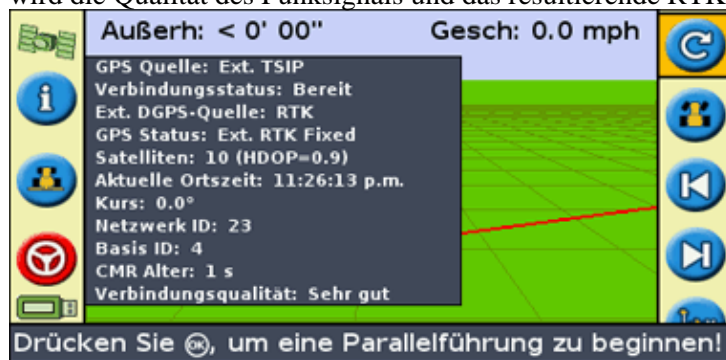 wird die Qualität des Funksignals und das resultierende RTK
Außerh: < 0' 00" Gesch: 0.0 mph
GPS Quelle: Ext. TSIP
Verbindungsstatus: Bereit
Ext. DGPS-Quelle: RTK
GPS Status: Ext. RTK Fixed
Satelliten: 10 (HDOP=0.9)
Aktuelle Ortszeit: 11:26:13 p.m.
Kurs: 0.0°
Netzwerk ID: 23
Basis ID: 4
CMR Alter: 1 s
Verbindungsqualität: Sehr gut
Drücken Sie OK, um eine Parallelführung zu beginnen!